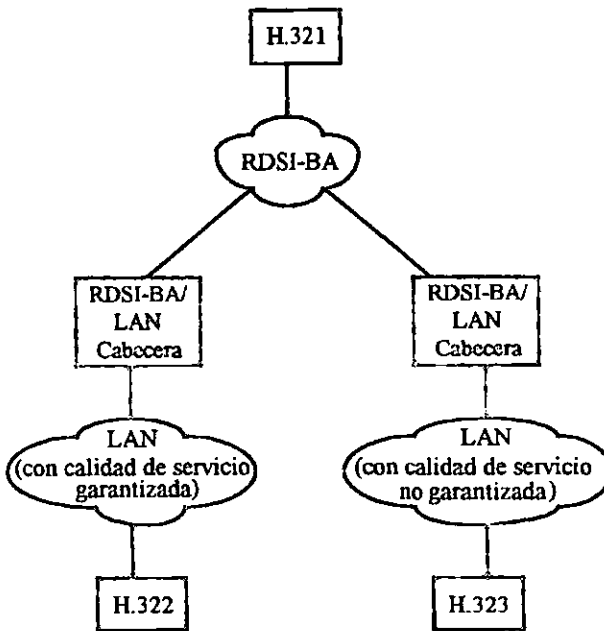 H.321
RDSI-BA
RDSI-BA/
LAN
Cabecera
RDSI-BA/
LAN
Cabecera
LAN
(con calidad de servicio
garantizada)
LAN
(con calidad de servicio
no garantizada)
H.322
H.323